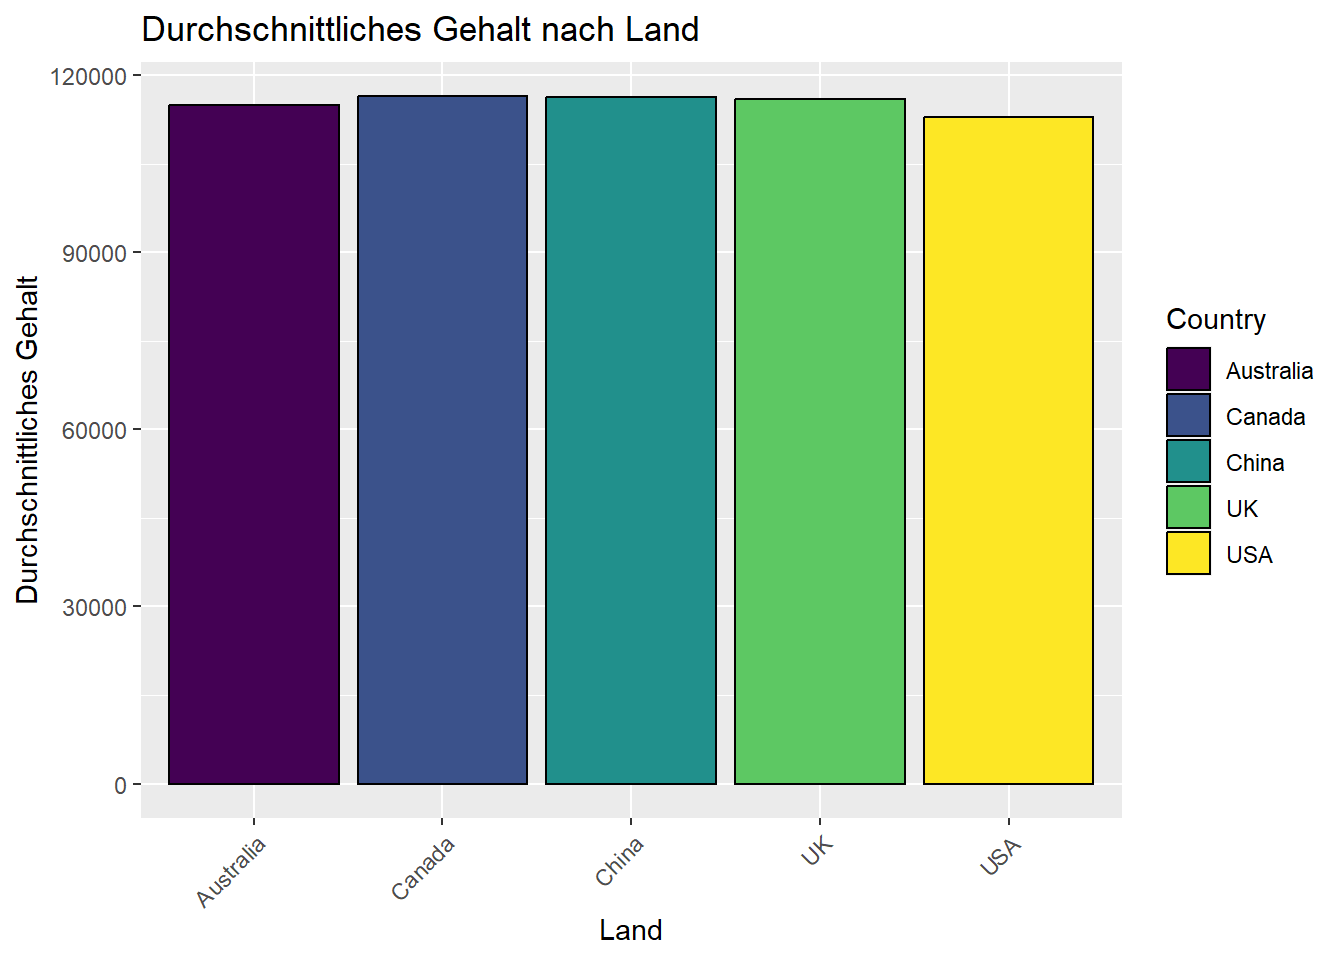 Durchschnittliches Gehalt nach Land
120000
90000
60000
30000
0
Durchschnittliches Gehalt
Australia
Canada
China
UK
USA
Land
Country
Australia
Canada
China
UK
USA